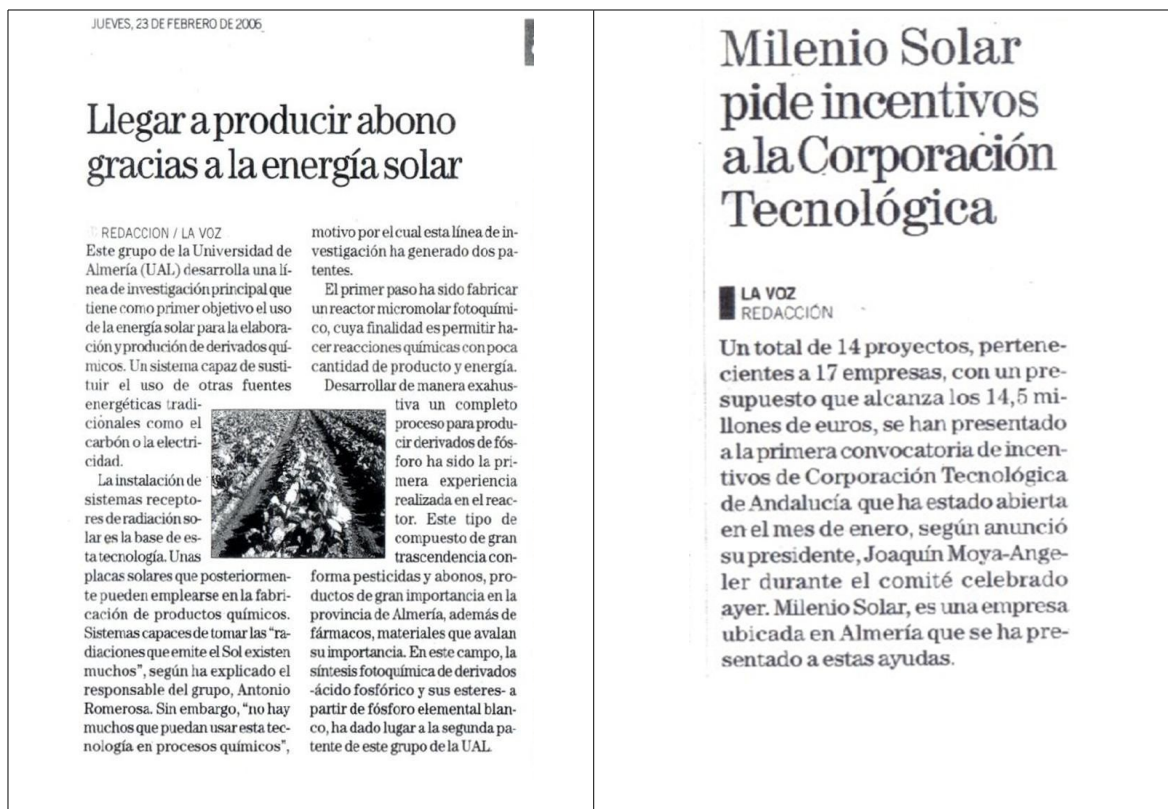 JUEVES, 23 DE FEBRERO DE 2006
Llegar a producir abono
gracias a la energía solar
REDACCION / LA VOZ
Este grupo de la Universidad de
Almería (UAL) desarrolla una lí-
nea de investigación principal que
tiene como primer objetivo el uso
de la energía solar para la elabora-
ción y produción de derivados quí-
micos. Un sistema capaz de susti-
tuir el uso de otras fuentes
energéticas tradi-
ciónales como el
carbón o la electri-
cidad.
La instalación de
sistemas recepto-
res de radiación so-
lar es la base de es-
ta tecnología. Unas
placas solares que posteriormen-
te pueden emplearse en la fabri-
cación de productos químicos.
Sistemas capaces de tomar las "ra-
diaciones que emite el Sol existen
muchos", según ha explicado el
responsable del grupo, Antonio
Romerosa. Sin embargo, "no hay
muchos que puedan usar esta tec-
nología en procesos químicos",
motivo por el cual esta línea de in-
vestigación ha generado dos pa-
tentes.
El primer paso ha sido fabricar
un reactor micromolar fotoquími-
co, cuya finalidad es permitir ha-
cer reacciones químicas con poca
cantidad de producto y energía.
Desarrollar de manera exahus-
tiva un completo
proceso para produ-
cir derivados de fós-
foro ha sido la pri-
mera experiencia
realizada en el reac-
tor. Este tipo de
compuesto de gran
trascendencia con-
forma pesticidas y abonos, pro-
ductos de gran importancia en la
provincia de Almería, además de
fármacos, materiales que avalan
su importancia. En este campo, la
síntesis fotoquímica de derivados
-ácido fosfórico y sus esteres- a
partir de fósforo elemental blan-
co, ha dado lugar a la segunda pa-
tente de este grupo de la UAL.
Milenio Solar
pide incentivos
a la Corporación
Tecnológica
LA VOZ
REDACCIÓN
Un total de 14 proyectos, pertene-
cientes a 17 empresas, con un pre-
supuesto que alcanza los 14,5 mi-
llones de euros, se han presentado
a la primera convocatoria de incen-
tivos de Corporación Tecnológica
de Andalucía que ha estado abierta
en el mes de enero, según anunció
su presidente, Joaquín Moya-Ange-
ler durante el comité celebrado
ayer. Milenio Solar, es una empresa
ubicada en Almería que se ha pre-
sentado a estas ayudas.